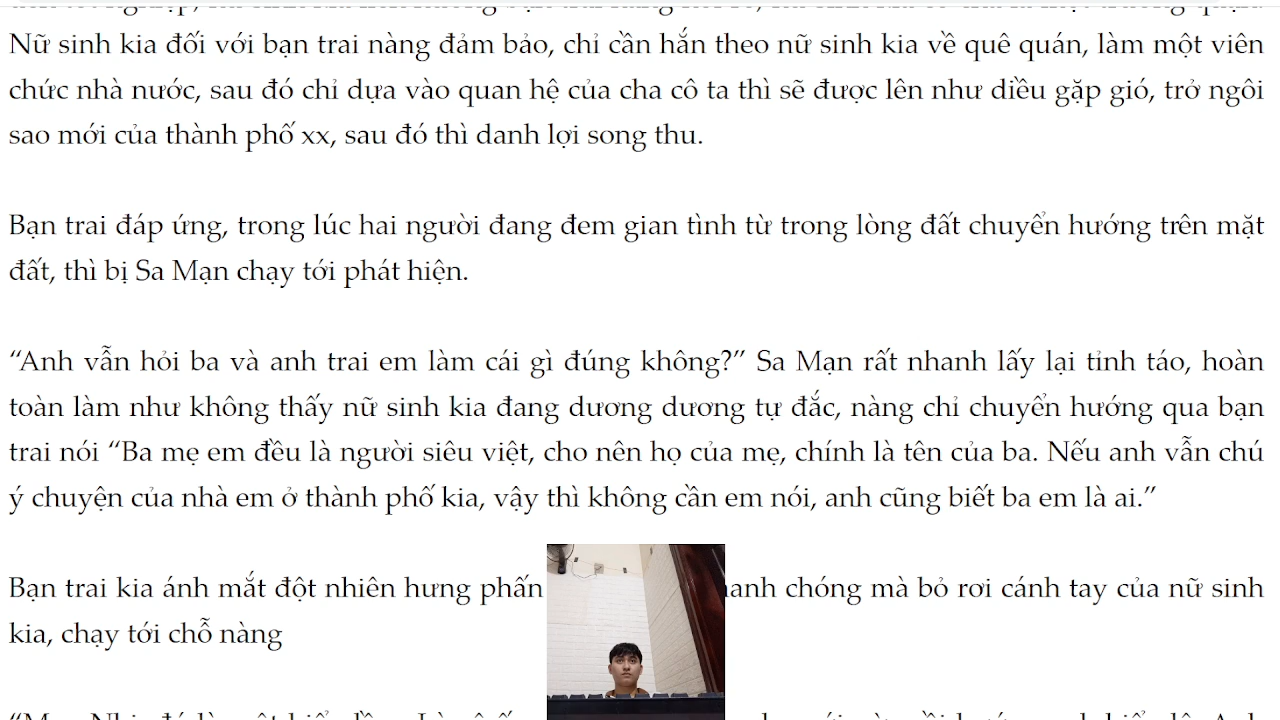 Nữ sinh kia đối với bạn trai nàng đảm bảo, chỉ cần hắn theo nữ sinh kia về quê quán, làm một viên
chức nhà nước, sau đó chỉ dựa vào quan hệ của cha cô ta thì sẽ được lên như diều gặp gió, trở ngôi
sao mới của thành phố xx, sau đó thì danh lợi song thu.
Bạn trai đáp ứng, trong lúc hai người đang đem gian tình từ trong lòng đất chuyển hướng trên mặt
đất, thì bị Sa Mạn chạy tới phát hiện.
“Anh vẫn hỏi ba và anh trai em làm cái gì đúng không?” Sa Mạn rất nhanh lấy lại tỉnh táo, hoàn
toàn làm như không thấy nữ sinh kia đang dương dương tự đắc, nàng chỉ chuyển hướng qua bạn
trai nói “Ba mẹ em đều là người siêu việt, cho nên họ của mẹ, chính là tên của ba. Nếu anh vẫn chú
ý chuyện của nhà em ở thành phố kia, vậy thì không cần em nói, anh cũng biết ba em là ai.”
Bạn trai kia ánh mắt đột nhiên hưng phấn chóng mà bỏ rơi cánh tay của nữ sinh
kia, chạy tới chỗ nàng